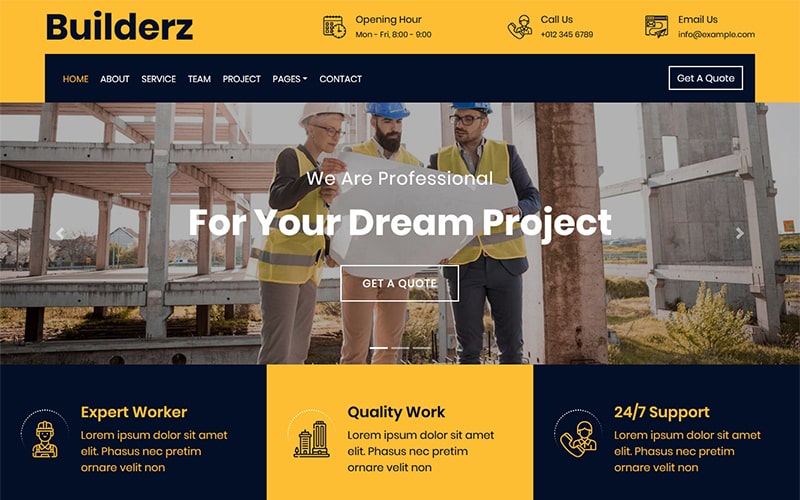 Builderz
Opening Hour
Mon - Fri, 8:00 - 9:00
Call Us
+012 345 6789
Email Us
info@example.com
HOME ABOUT SERVICE TEAM PROJECT PAGES CONTACT
Get A Quote
We Are Professional
For Your Dream Project
GET A QUOTE
Expert Worker
Lorem ipsum dolor sit amet
elit. Phasus nec pretium
ornare velit non
Quality Work
Lorem ipsum dolor sit amet
elit. Phasus nec pretim
ornare velit non
24/7 Support
Lorem ipsum dolor sit amet
elit. Phasus nec pretim
ornare velit non